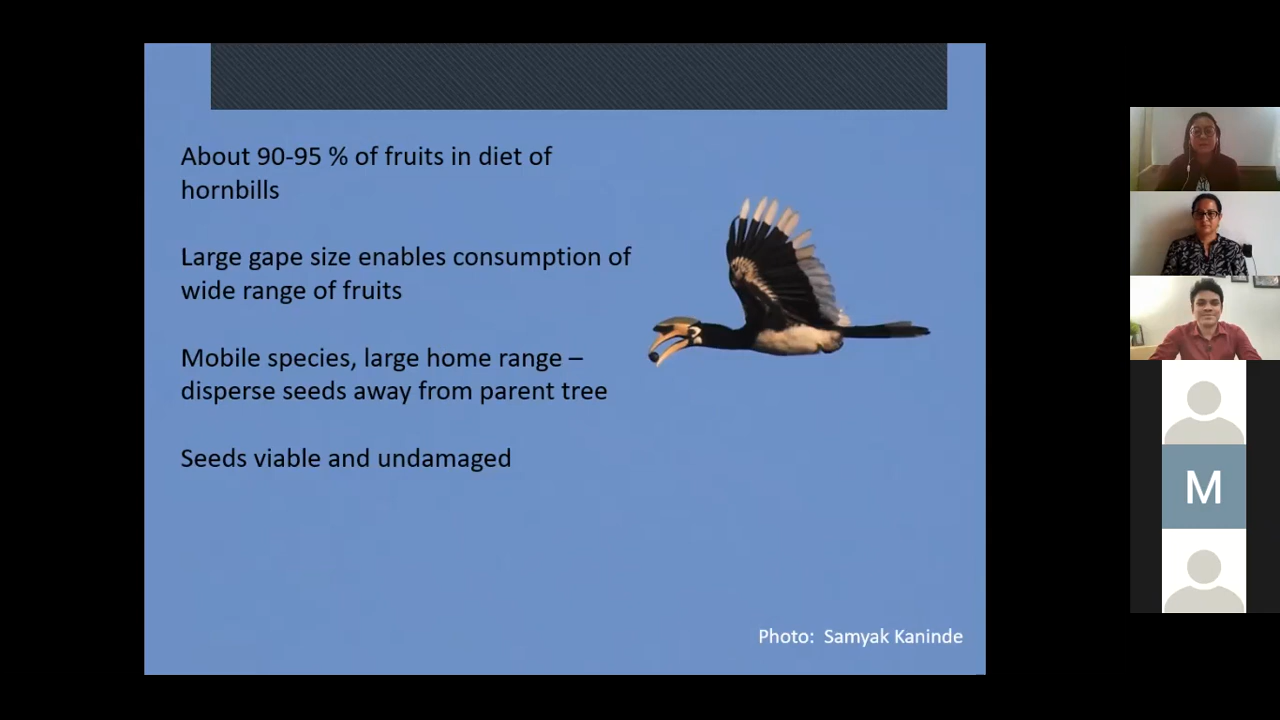 About 90-95 % of fruits in diet of
hornbills
Large gape size enables consumption of
wide range of fruits
Mobile species, large home range –
disperse seeds away from parent tree
Seeds viable and undamaged
Photo: Samyak Kaninde
M